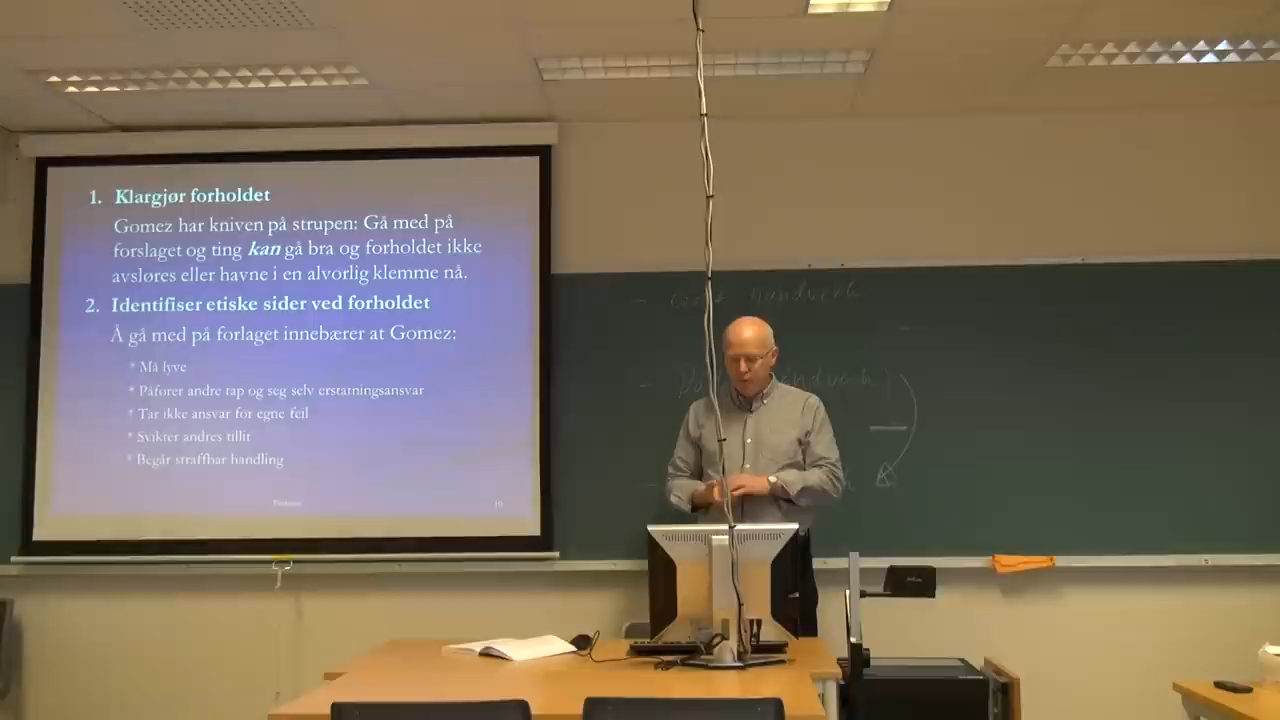 1. Klargjør forholdet
Gomez har kniven på strupen: Gå med på
forslaget og ting kan gå bra og forholdet ikke
avsløres eller havne i en alvorlig klemme nå.
2. Identifiser etiske sider ved forholdet
Å gå med på forlaget innebærer at Gomez:
* Må lyve
* Påfører andre tap og seg selv erstatningsansvar
* Tar ikke ansvar for egne feil
* Svikter andres tillit
* Begår straffbar handling